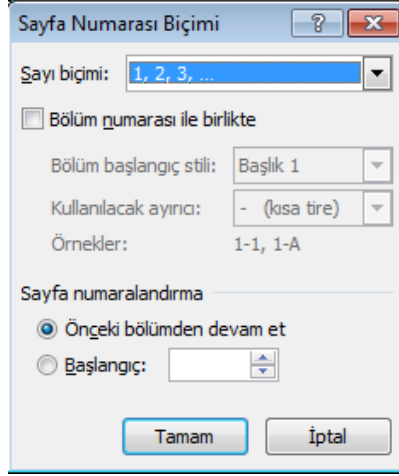 Sayfa Numarası Biçimi
Sayı biçimi: 1, 2, 3, ...
Bölüm numarası ile birlikte
Bölüm başlangıç stili: Başlık 1
Kullanılacak ayırıcı: - (kısa tire)
Örnekler: 1-1, 1-A
Sayfa numaralandırma
Önceki bölümden devam et
Başlangıç:
Tamam İptal